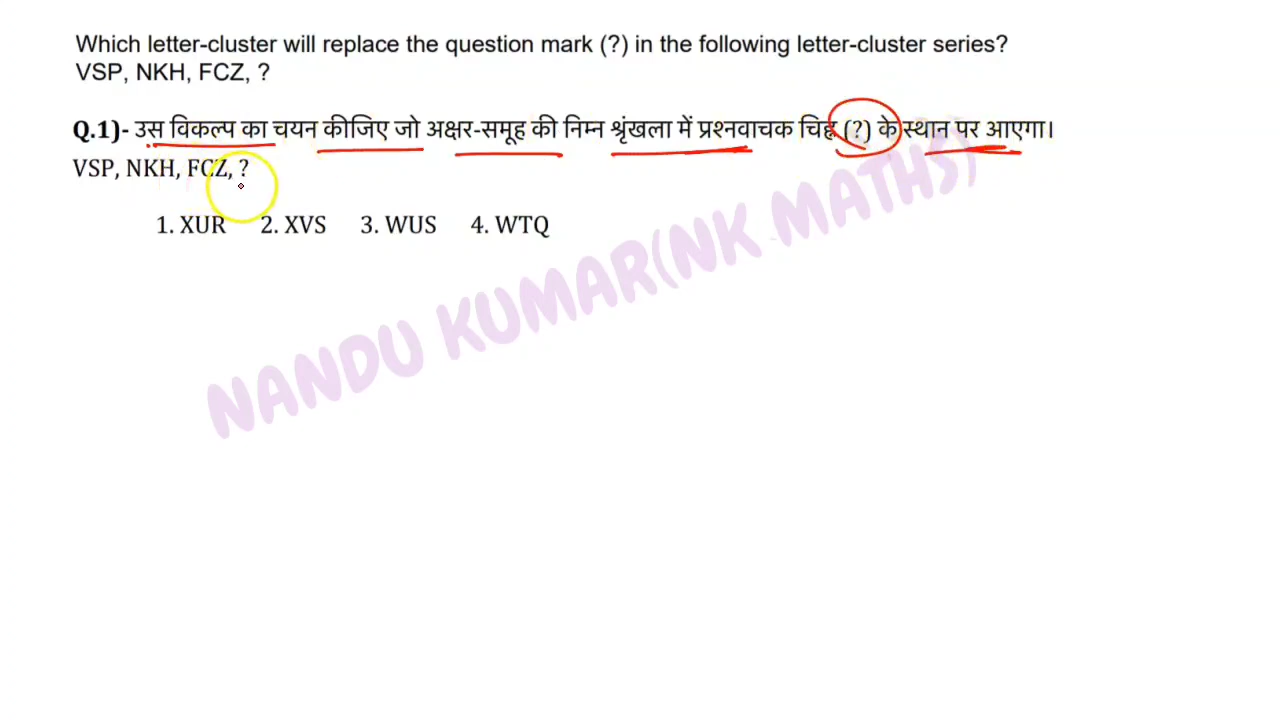 Which letter-cluster will replace the question mark (?) in the following letter-cluster series?
VSP, NKH, FCZ, ?
Q.1)- उस विकल्प का चयन कीजिए जो अक्षर-समूह की निम्न श्रृंखला में प्रश्नवाचक चिह्न (?) के स्थान पर आएगा।
VSP, NKH, FCZ, ?
1. XUR 2. XVS 3. WUS 4. WTQ
NANDU KUMAR(NK MATHS)